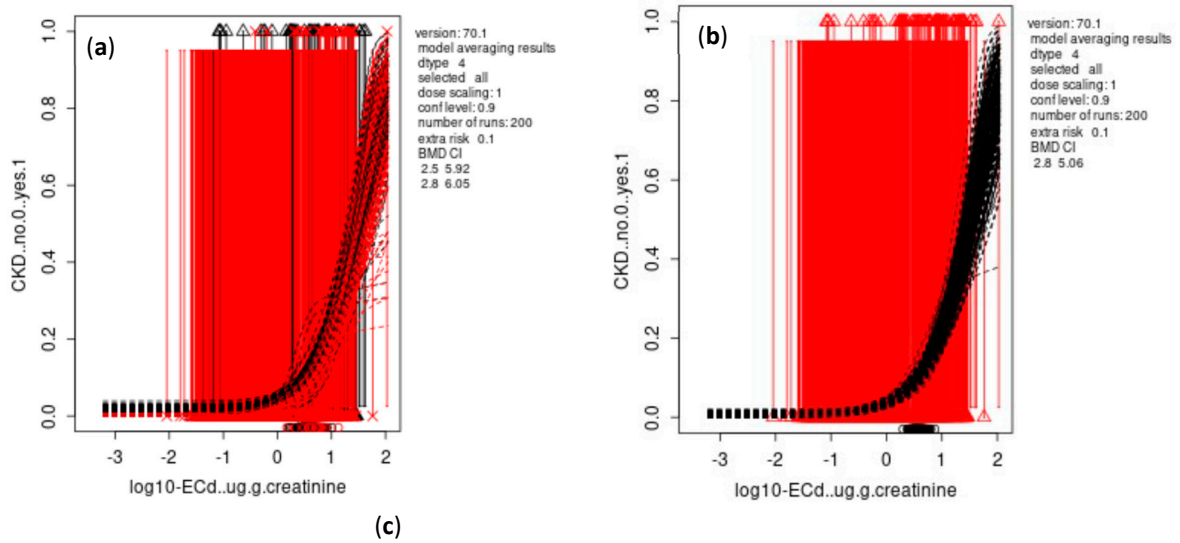 (a)
CKD..no.0..yes.1
1.0
0.8
0.6
0.4
0.2
0.0
-3 -2 -1 0 1 2
log10-ECd..ug.g.creatinine
version: 70.1
model averaging results
dtype 4
selected all
dose scaling: 1
conf level: 0.9
number of runs: 200
extra risk 0.1
BMD CI
2.5 5.92
2.8 6.05
(b)
CKD..no.0..yes.1
1.0
0.8
0.6
0.4
0.2
0.0
-3 -2 -1 0 1 2
log10-ECd..ug.g.creatinine
version: 70.1
model averaging results
dtype 4
selected all
dose scaling: 1
conf level: 0.9
number of runs: 200
extra risk 0.1
BMD CI
2.8 5.06
(c)